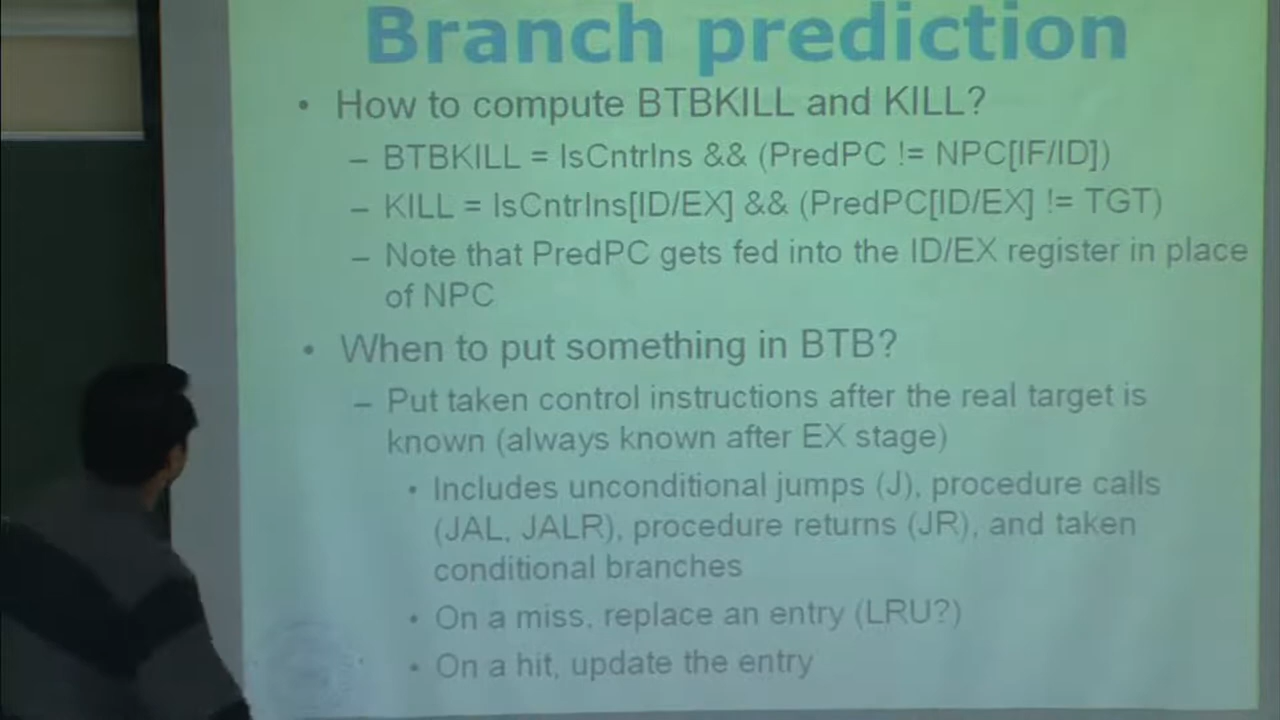 Branch prediction
• How to compute BTBKILL and KILL?
– BTBKILL = IsCntrlns && (PredPC != NPC[IF/ID])
– KILL = IsCntrlns[ID/EX] && (PredPC[ID/EX] != TGT)
– Note that PredPC gets fed into the ID/EX register in place
of NPC
• When to put something in BTB?
– Put taken control instructions after the real target is
known (always known after EX stage)
• Includes unconditional jumps (J), procedure calls
(JAL, JALR), procedure returns (JR), and taken
conditional branches
• On a miss, replace an entry (LRU?)
• On a hit, update the entry